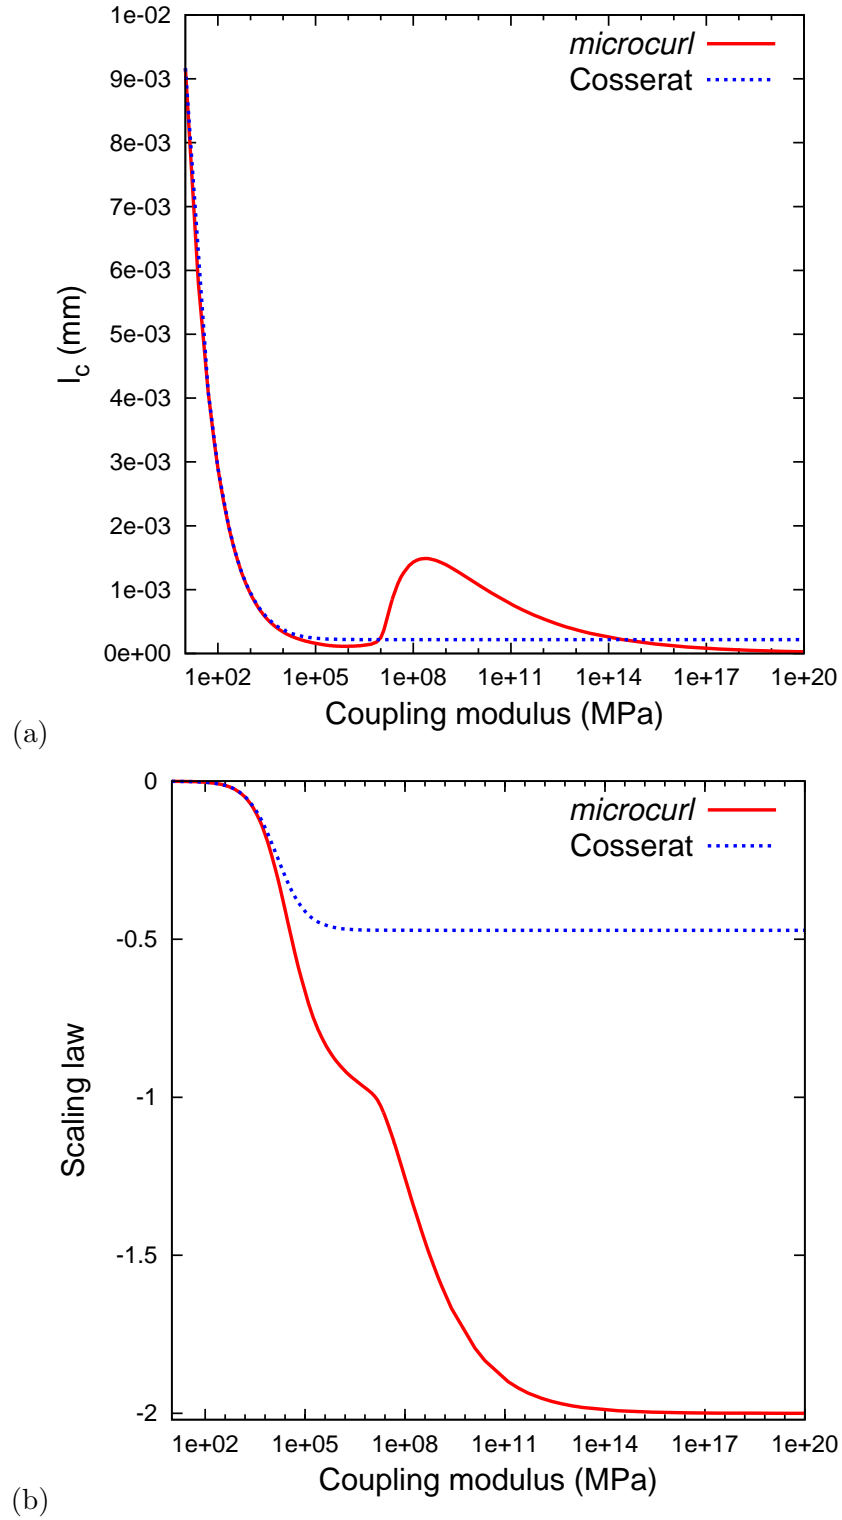 1e-02
9e-03
8e-03
7e-03
6e-03
5e-03
4e-03
3e-03
2e-03
1e-03
0e+00
l_c (mm)
microcurl
Cosserat
1e+02 1e+05 1e+08 1e+11 1e+14 1e+17 1e+20
Coupling modulus (MPa)
(a)
0
-0.5
-1
-1.5
-2
Scaling law
microcurl
Cosserat
1e+02 1e+05 1e+08 1e+11 1e+14 1e+17 1e+20
Coupling modulus (MPa)
(b)